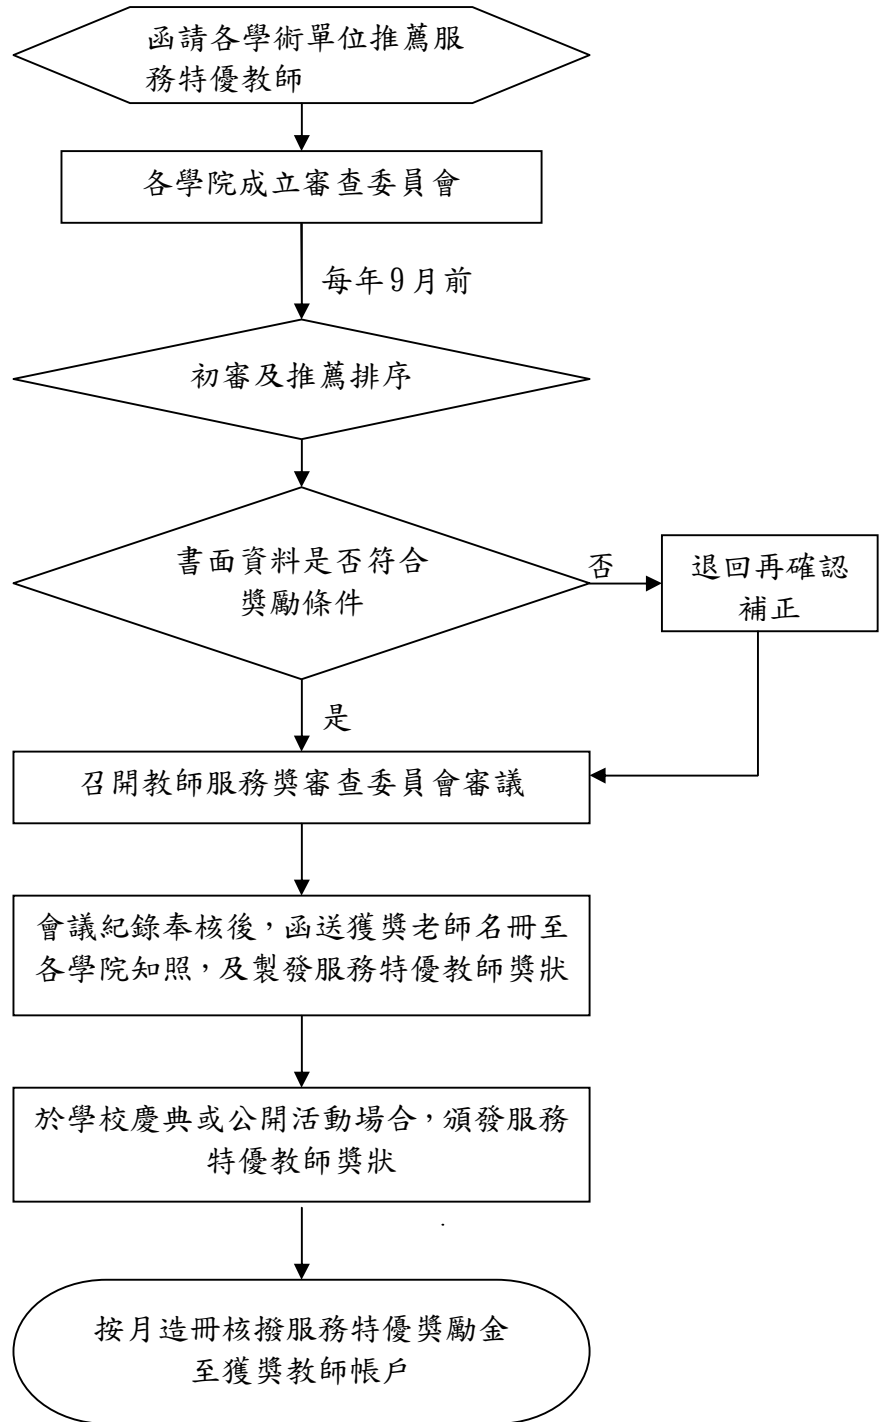 函請各學術單位推薦服
務特優教師
各學院成立審查委員會
每年9月前
初審及推薦排序
書面資料是否符合
獎勵條件
否
退回再確認
補正
是
召開教師服務獎審查委員會審議
會議紀錄奉核後，函送獲獎老師名冊至
各學院知照，及製發服務特優教師獎狀
於學校慶典或公開活動場合，頒發服務
特優教師獎狀
按月造冊核撥服務特優獎勵金
至獲獎教師帳戶